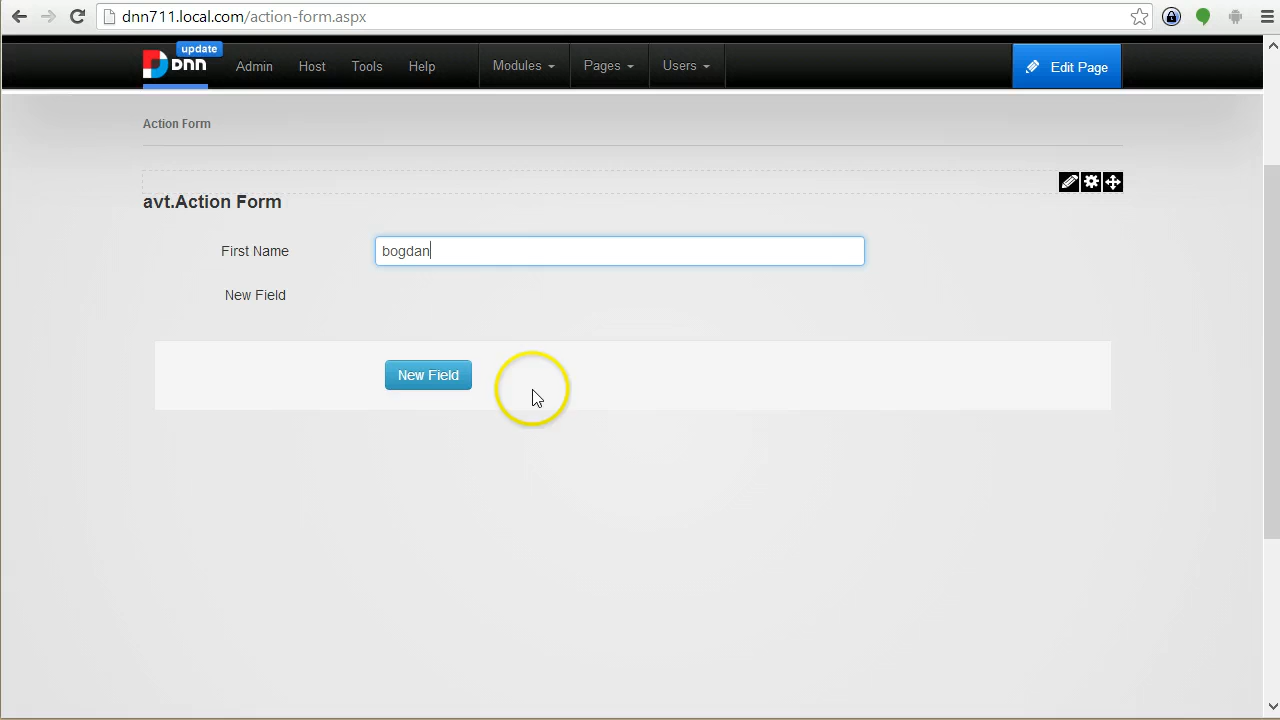 dnn711.local.com/action-form.aspx
update
DNN Admin Host Tools Help Modules Pages Users Edit Page
Action Form
avt.Action Form
First Name bogdan
New Field
New Field